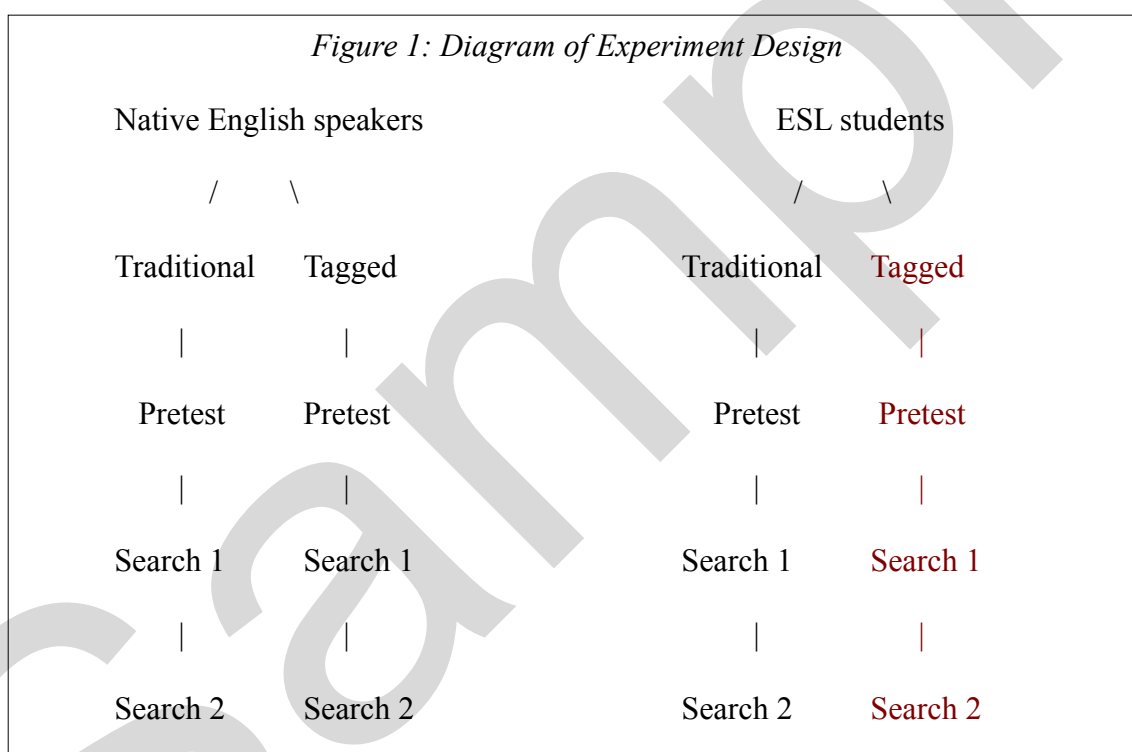 Figure 1: Diagram of Experiment Design
Native English speakers ESL students
/ \ / \
Traditional Tagged Traditional Tagged
| | | |
Pretest Pretest Pretest Pretest
| | | |
Search 1 Search 1 Search 1 Search 1
| | | |
Search 2 Search 2 Search 2 Search 2